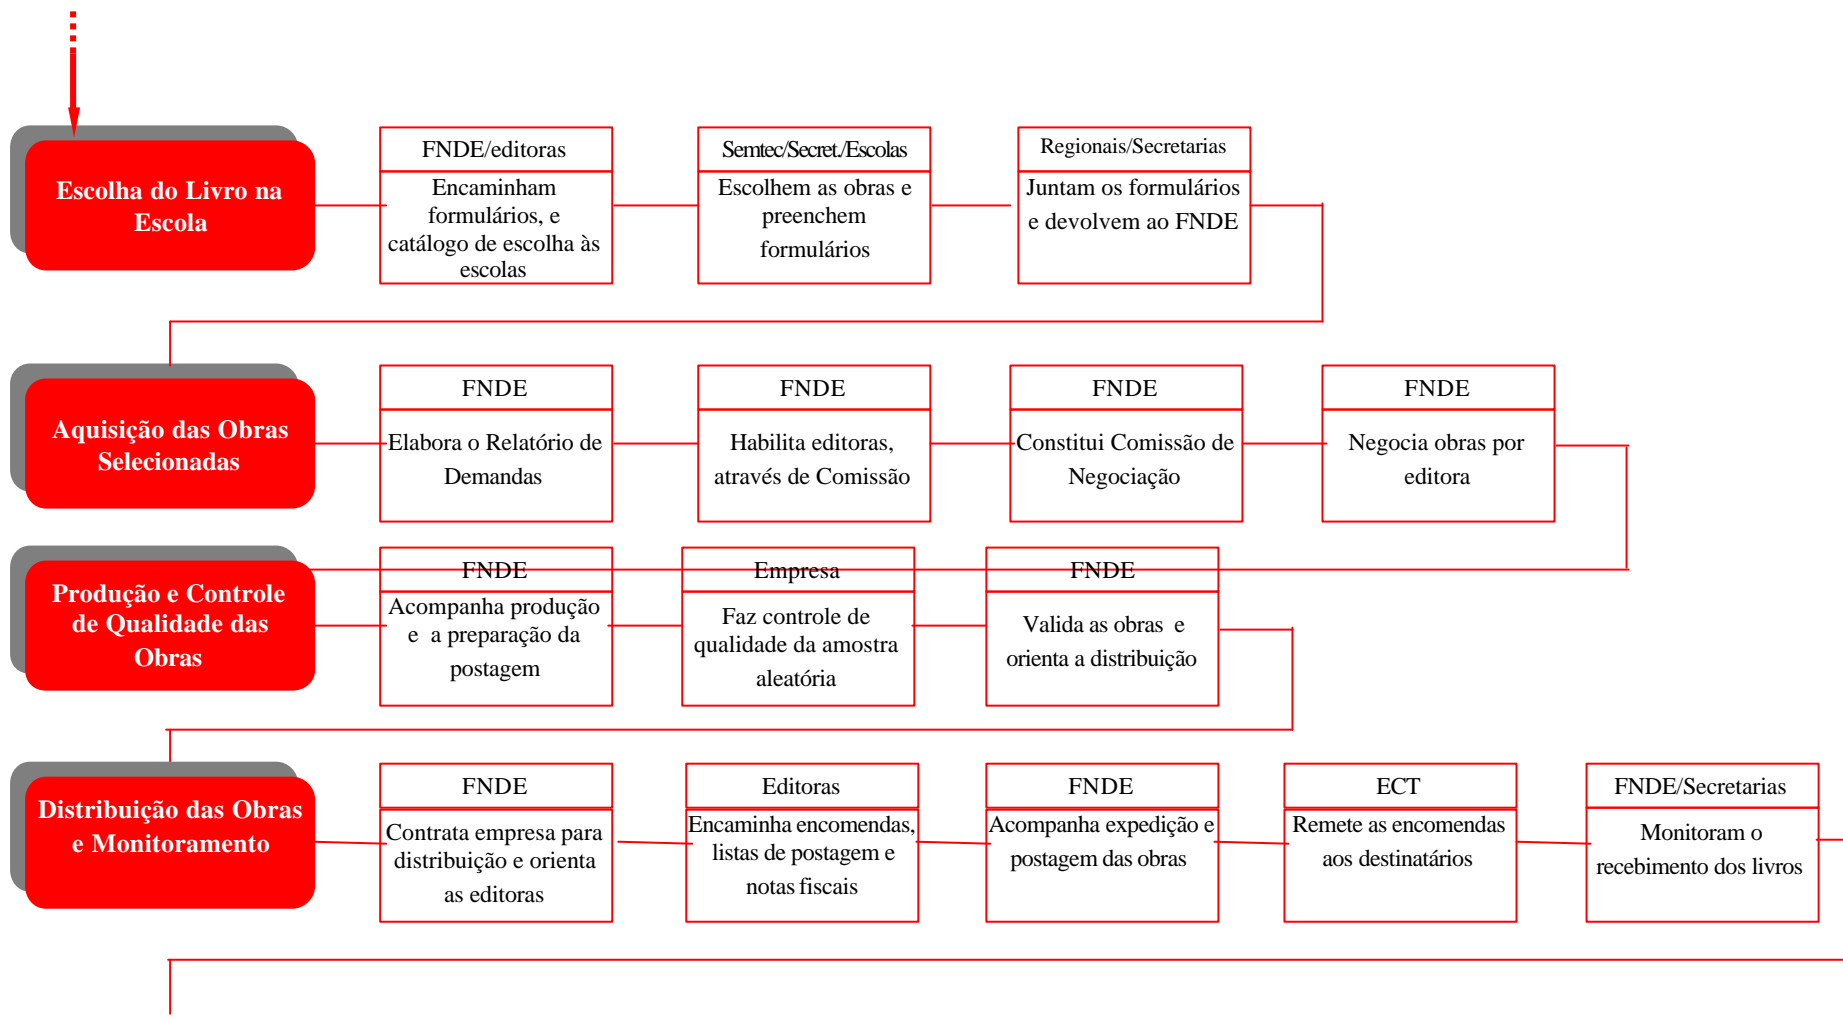 Escolha do Livro na
Escola
FNDE/editoras
Encaminham
formulários, e
catálogo de escolha às
escolas
Semtec/Secret./Escolas
Escolhem as obras e
preenchem
formulários
Regionais/Secretarias
Juntam os formulários
e devolvem ao FNDE
Aquisição das Obras
Selecionadas
FNDE
Elabora o Relatório de
Demandas
FNDE
Habilita editoras,
através de Comissão
FNDE
Constitui Comissão de
Negociação
FNDE
Negocia obras por
editora
Produção e Controle
de Qualidade das
Obras
FNDE
Acompanha produção
e a preparação da
postagem
Empresa
Faz controle de
qualidade da amostra
aleatória
FNDE
Valida as obras e
orienta a distribuição
Distribuição das Obras
e Monitoramento
FNDE
Contrata empresa para
distribuição e orienta
as editoras
Editoras
Encaminha encomendas,
listas de postagem e
notas fiscais
FNDE
Acompanha expedição e
postagem das obras
ECT
Remete as encomendas
aos destinatários
FNDE/Secretarias
Monitoram o
recebimento dos livros